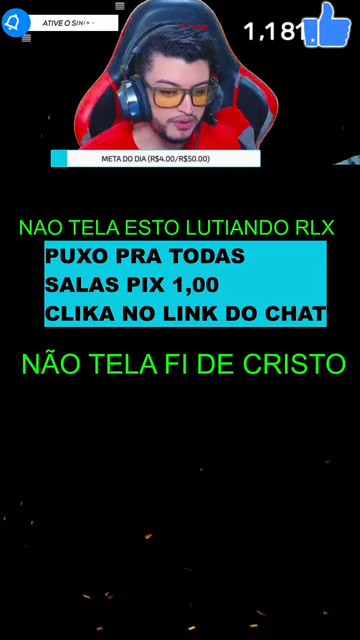 ATIVE O SIN
1,181
META DO DIA (R$4.00/R$50.00)
NAO TELA ESTO LUTIANDO RLX
PUXO PRA TODAS
SALAS PIX 1,00
CLIKA NO LINK DO CHAT
NÃO TELA FI DE CRISTO